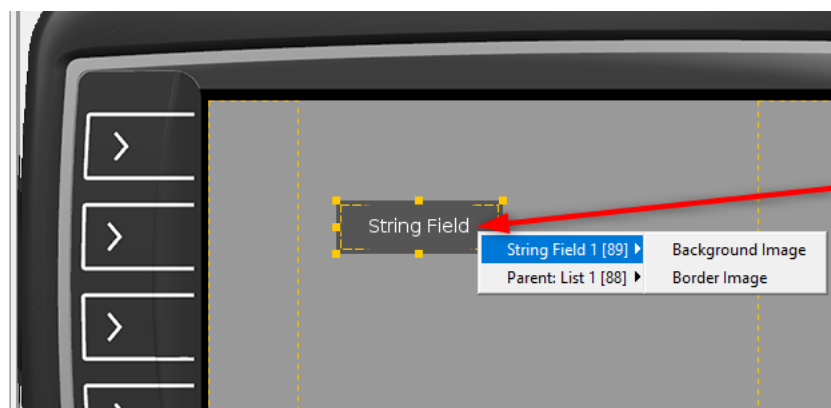 String Field
String Field 1 [89] Background Image
Parent: List 1 [88] Border Image